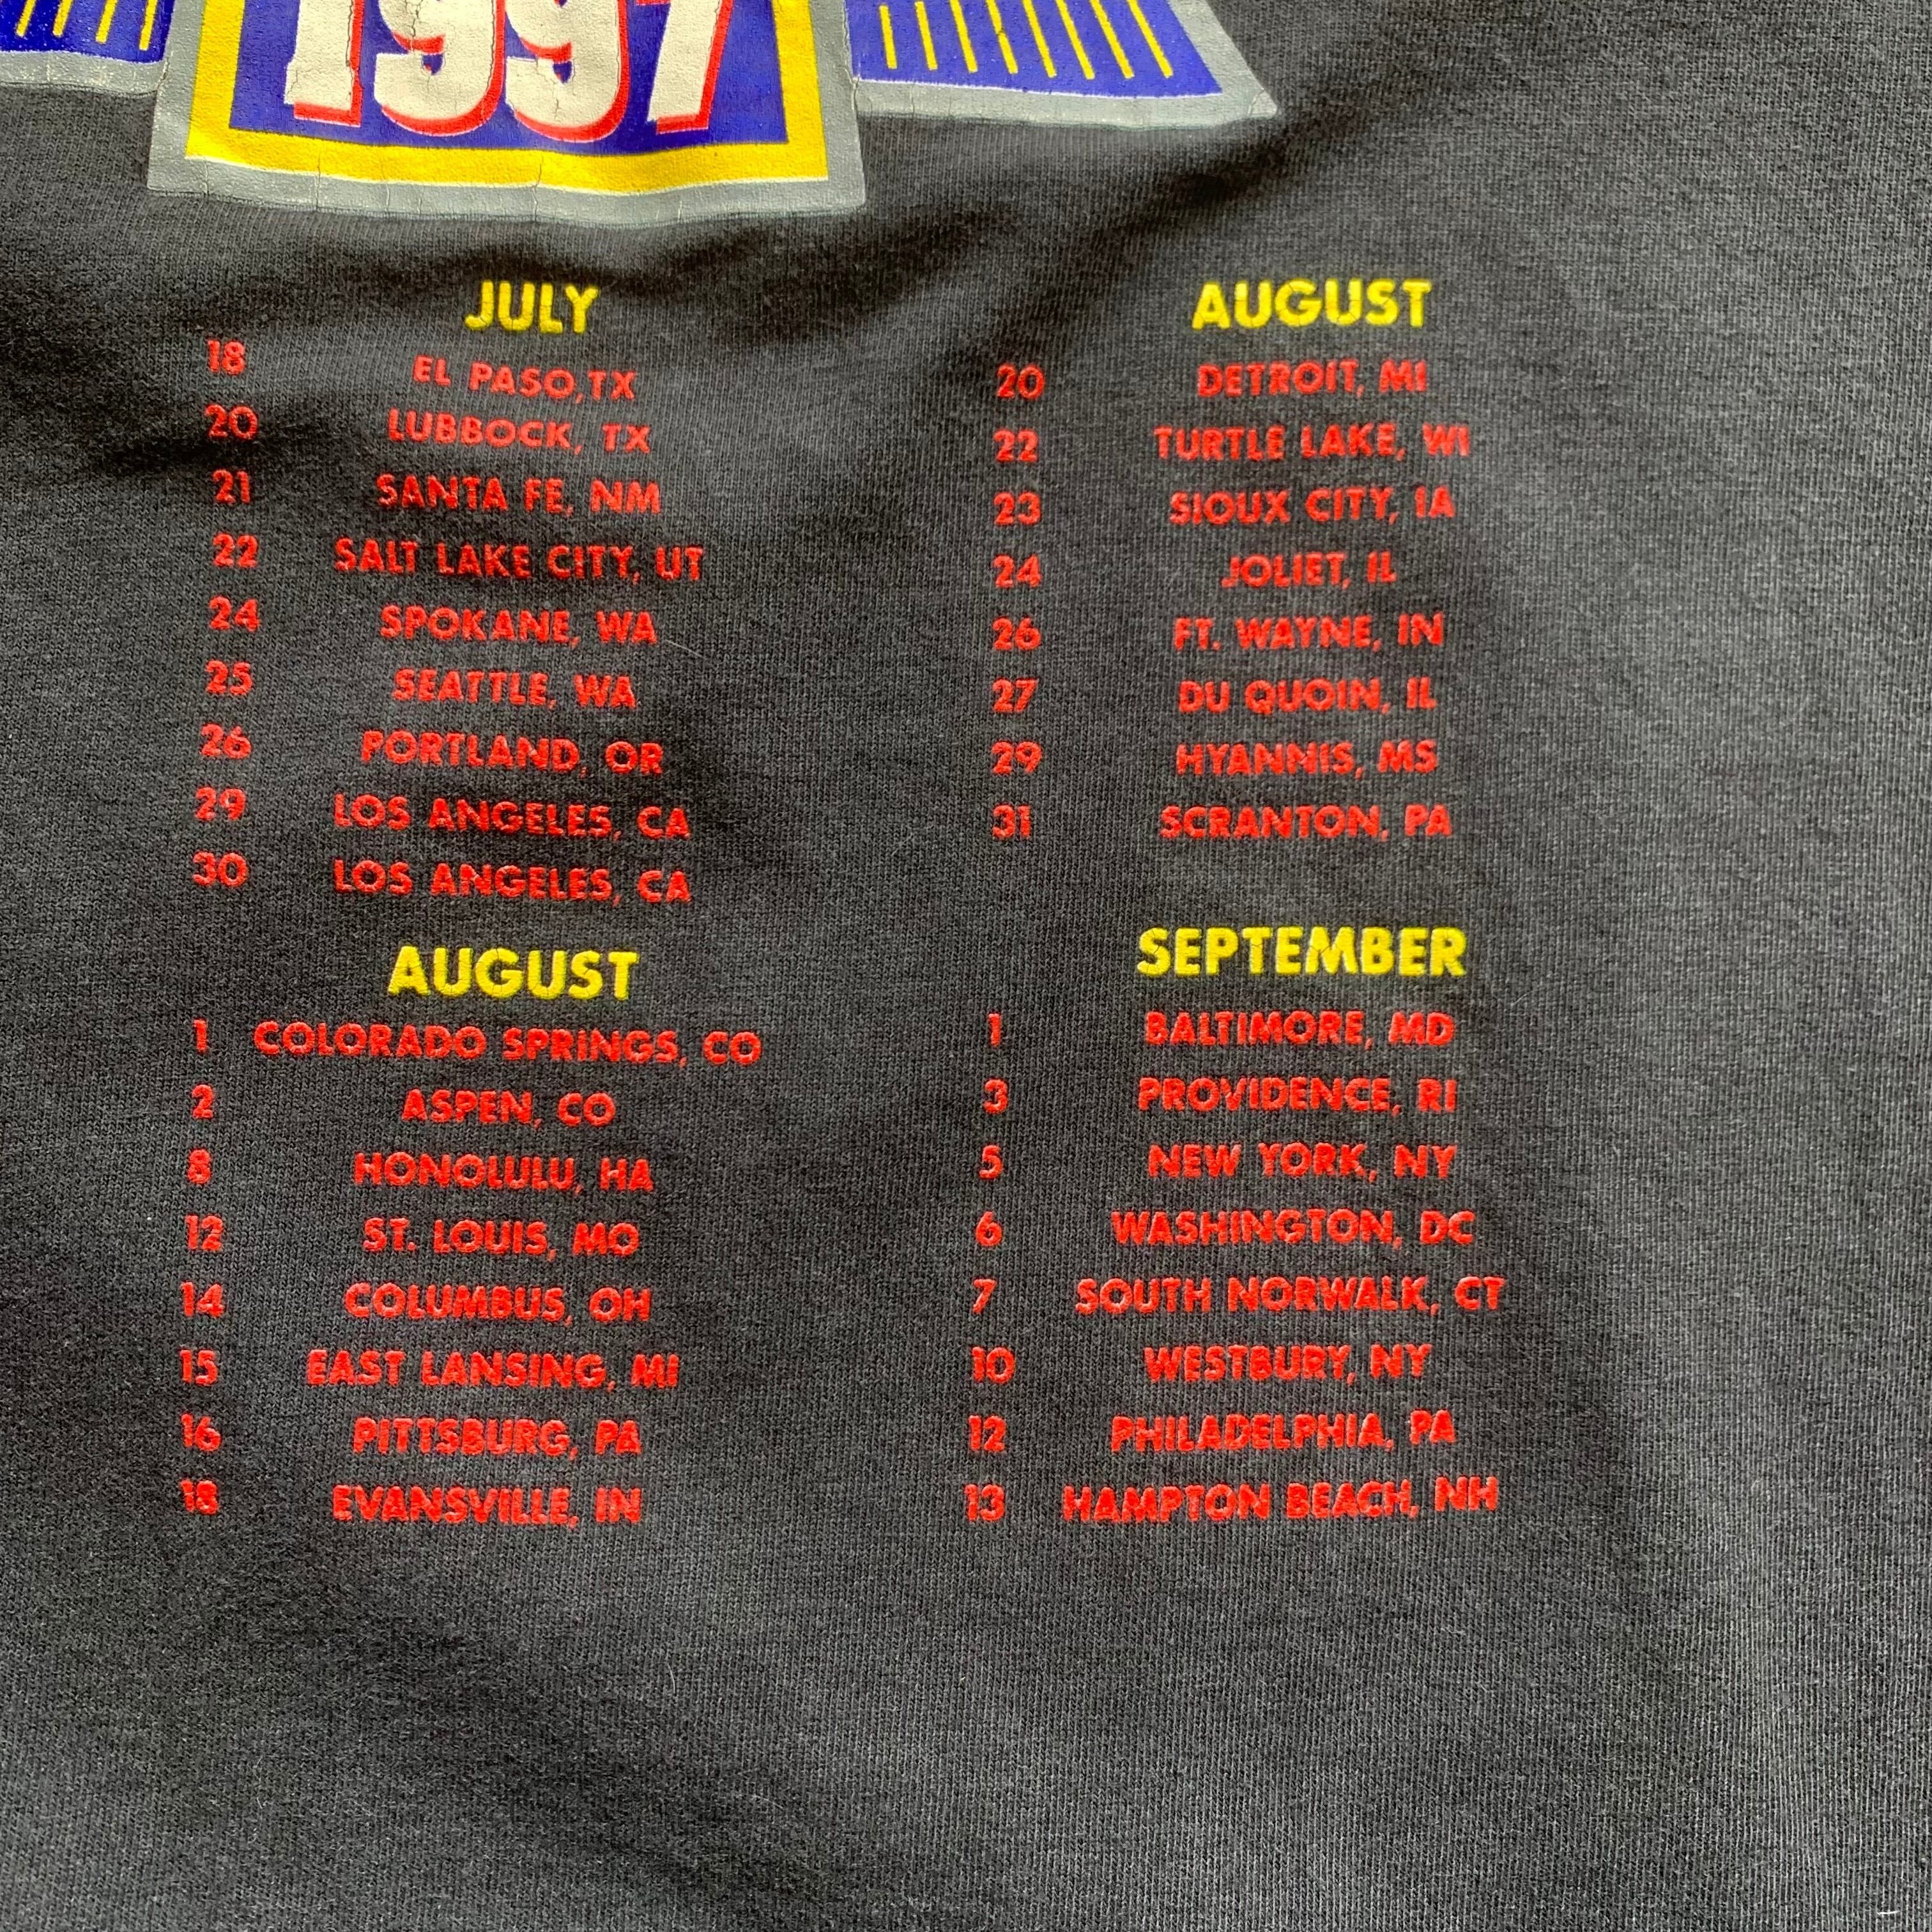 1997
JULY
18 EL PASO,TX
20 LUBBOCK, TX
21 SANTA FE, NM
22 SALT LAKE CITY, UT
24 SPOKANE, WA
25 SEATTLE, WA
26 PORTLAND, OR
29 LOS ANGELES, CA
30 LOS ANGELES, CA
AUGUST
1 COLORADO SPRINGS, CO
2 ASPEN, CO
8 HONOLULU, HA
12 ST. LOUIS, MO
14 COLUMBUS, OH
15 EAST LANSING, MI
16 PITTSBURG, PA
18 EVANSVILLE, IN
AUGUST
20 DETROIT, MI
22 TURTLE LAKE, WI
23 SIOUX CITY, IA
24 JOLIET, IL
26 FT. WAYNE, IN
27 DU QUOIN, IL
29 HYANNIS, MS
31 SCRANTON, PA
SEPTEMBER
1 BALTIMORE, MD
3 PROVIDENCE, RI
5 NEW YORK, NY
6 WASHINGTON, DC
7 SOUTH NORWALK, CT
10 WESTBURY, NY
12 PHILADELPHIA, PA
13 HAMPTON BEACH, NH